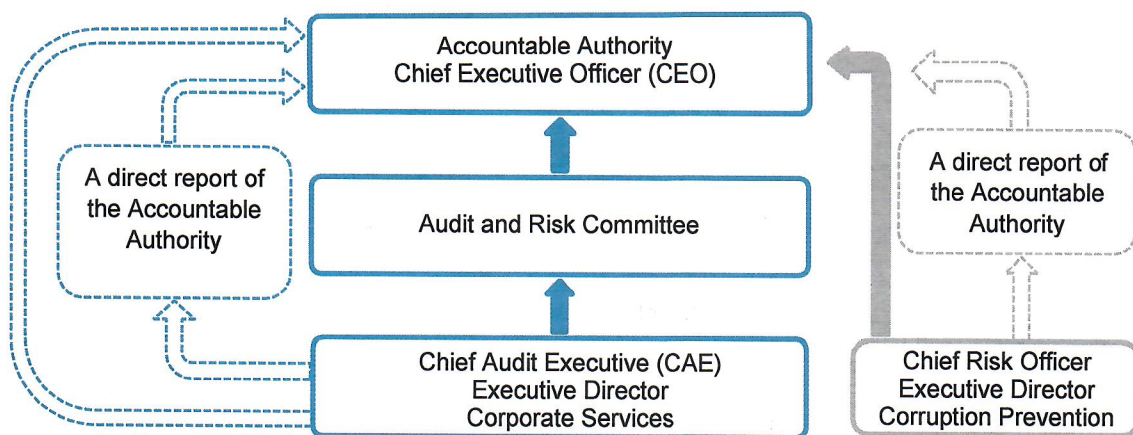 Accountable Authority
Chief Executive Officer (CEO)
A direct report of
the Accountable
Authority
Audit and Risk Committee
A direct report of
the Accountable
Authority
Chief Audit Executive (CAE)
Executive Director
Corporate Services
Chief Risk Officer
Executive Director
Corruption Prevention